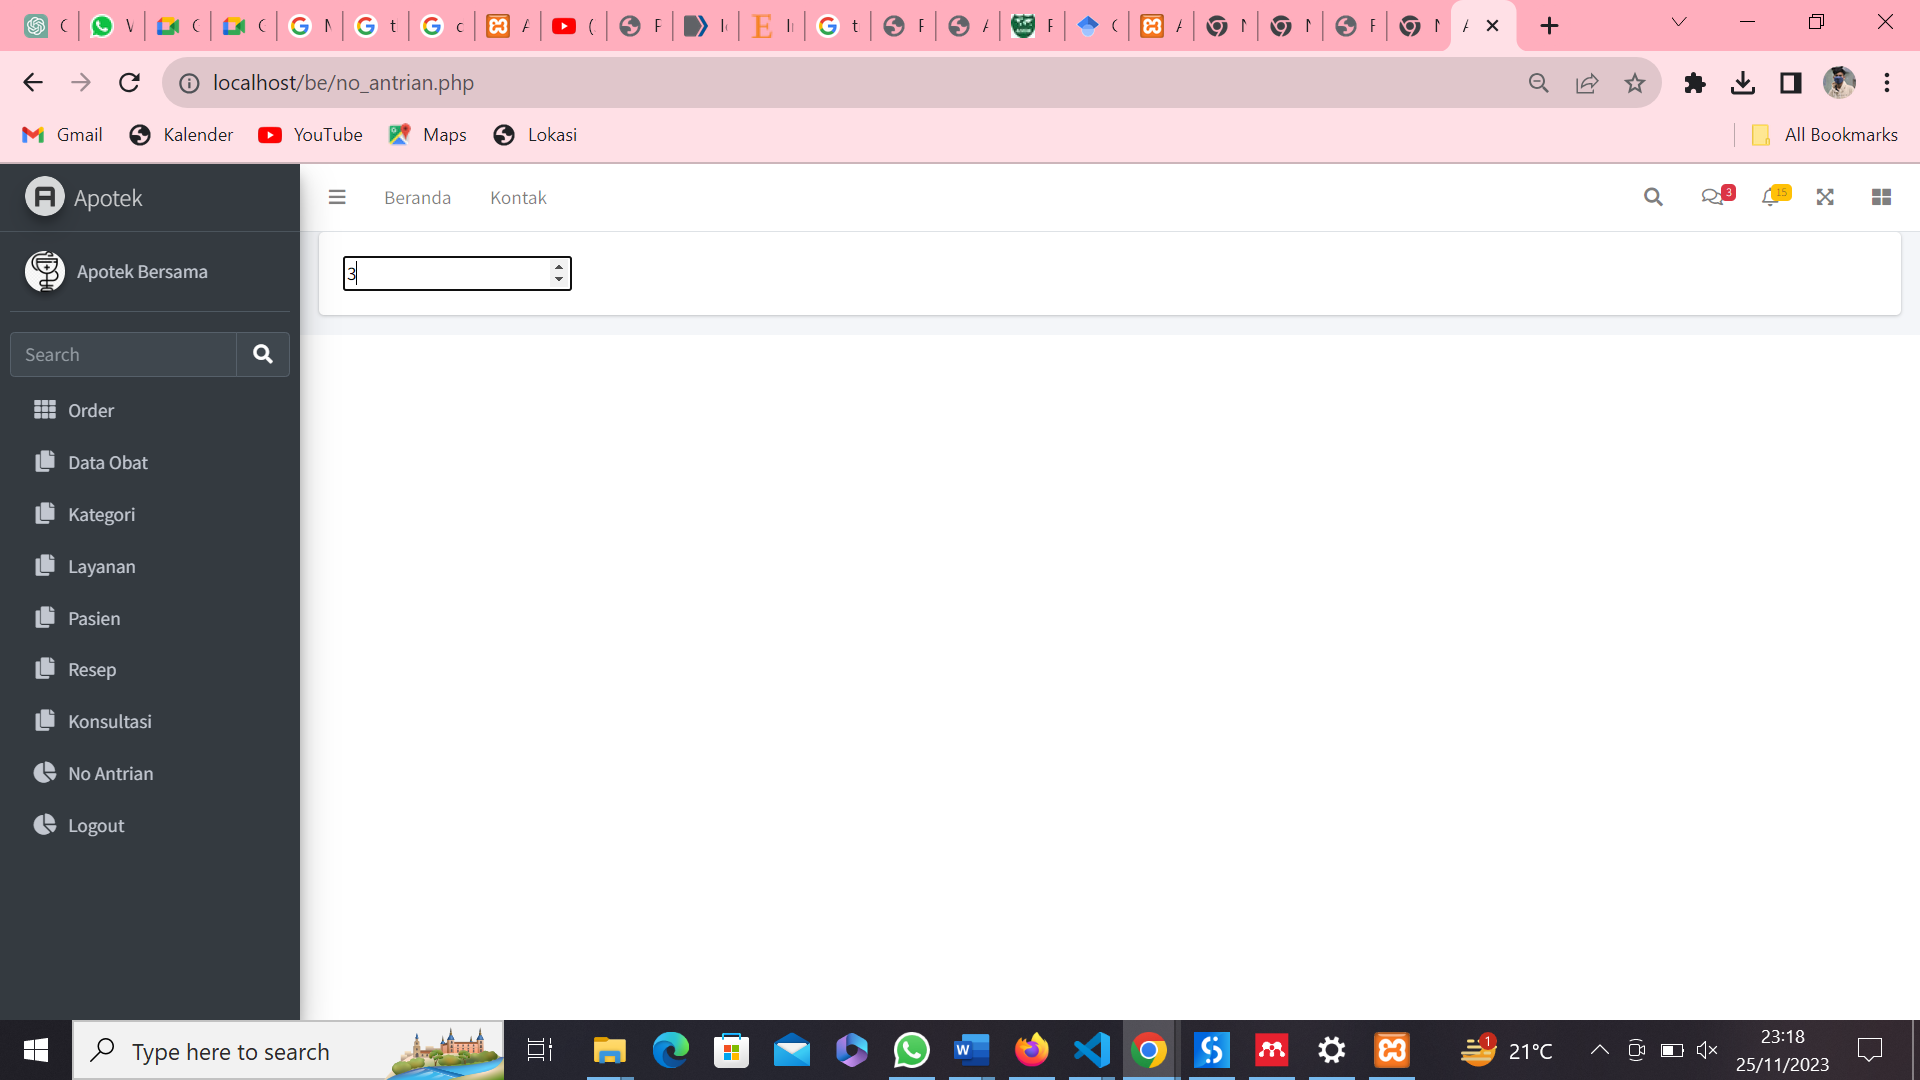 localhost/be/no_antrian.php
Gmail
Kalender
YouTube
Maps
Lokasi
All Bookmarks
Apotek
Beranda
Kontak
3
15
Apotek Bersama
3
Search
Order
Data Obat
Kategori
Layanan
Pasien
Resep
Konsultasi
No Antrian
Logout
Type here to search
1
21°C
23:18
25/11/2023